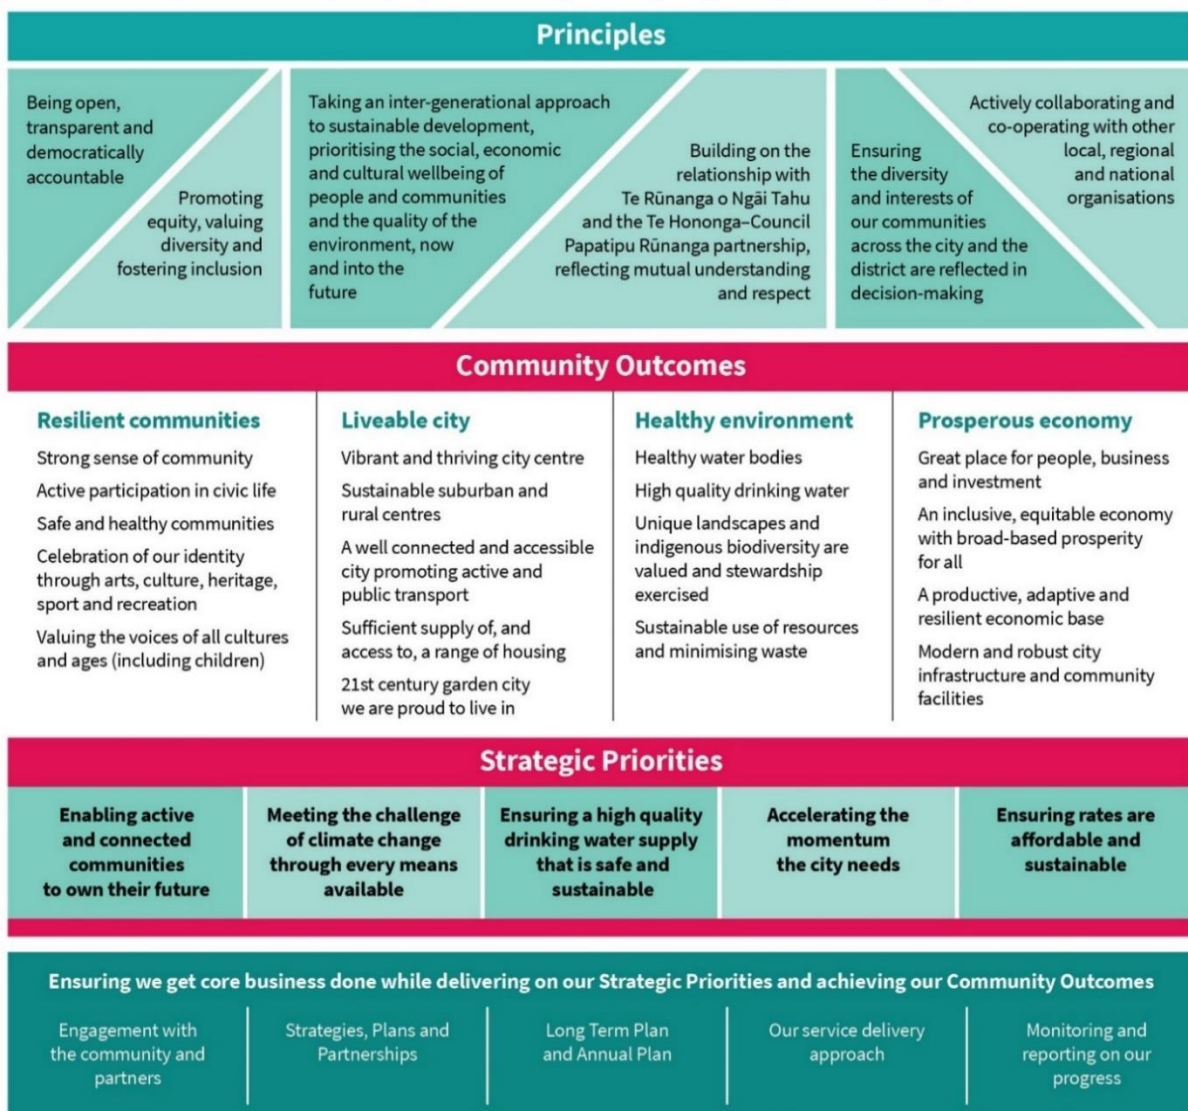 Principles
Being open,
transparent and
democratically
accountable
Promoting
equity, valuing
diversity and
fostering inclusion
Taking an inter-generational approach
to sustainable development,
prioritising the social, economic
and cultural wellbeing of
people and communities
and the quality of the
environment, now
and into the
future
Building on the
relationship with
Te Rūnanga o Ngāi Tahu
and the Te Hononga–Council
Papatipu Rūnanga partnership,
reflecting mutual understanding
and respect
Ensuring
the diversity
and interests of
our communities
across the city and the
district are reflected in
decision-making
Actively collaborating and
co-operating with other
local, regional
and national
organisations
Community Outcomes
Resilient communities
Strong sense of community
Active participation in civic life
Safe and healthy communities
Celebration of our identity
through arts, culture, heritage,
sport and recreation
Valuing the voices of all cultures
and ages (including children)
Liveable city
Vibrant and thriving city centre
Sustainable suburban and
rural centres
A well connected and accessible
city promoting active and
public transport
Sufficient supply of, and
access to, a range of housing
21st century garden city
we are proud to live in
Healthy environment
Healthy water bodies
High quality drinking water
Unique landscapes and
indigenous biodiversity are
valued and stewardship
exercised
Sustainable use of resources
and minimising waste
Prosperous economy
Great place for people, business
and investment
An inclusive, equitable economy
with broad-based prosperity
for all
A productive, adaptive and
resilient economic base
Modern and robust city
infrastructure and community
facilities
Strategic Priorities
Enabling active
and connected
communities
to own their future
Meeting the challenge
of climate change
through every means
available
Ensuring a high quality
drinking water supply
that is safe and
sustainable
Accelerating the
momentum
the city needs
Ensuring rates are
affordable and
sustainable
Ensuring we get core business done while delivering on our Strategic Priorities and achieving our Community Outcomes
Engagement with
the community and
partners
Strategies, Plans and
Partnerships
Long Term Plan
and Annual Plan
Our service delivery
approach
Monitoring and
reporting on our
progress